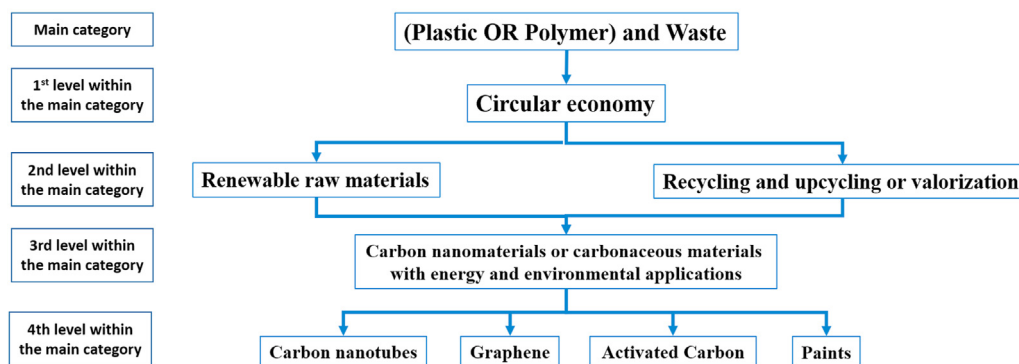 Main category
(Plastic OR Polymer) and Waste
1st level within
the main category
Circular economy
2nd level within
the main category
Renewable raw materials
Recycling and upcycling or valorization
3rd level within
the main category
Carbon nanomaterials or carbonaceous materials
with energy and environmental applications
4th level within
the main category
Carbon nanotubes
Graphene
Activated Carbon
Paints